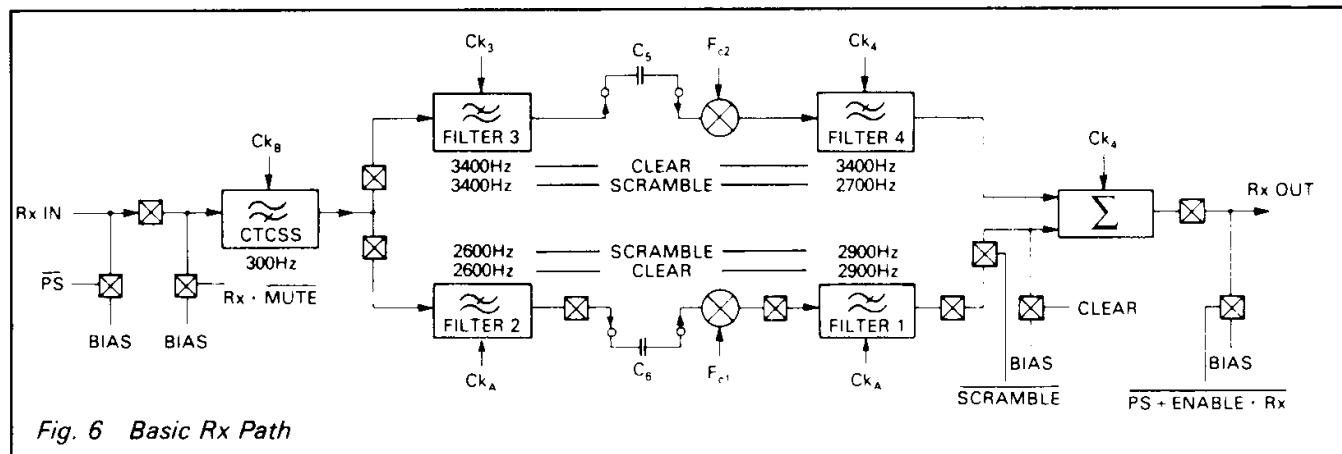 Ck3
C5
Fc2
Ck4
FILTER 3
FILTER 4
CkB
3400Hz CLEAR 3400Hz
3400Hz SCRAMBLE 2700Hz
Ck4
Rx IN
CTCSS
300Hz
Σ
Rx OUT
2600Hz SCRAMBLE 2900Hz
2600Hz CLEAR 2900Hz
PS
Rx · MUTE
FILTER 2
FILTER 1
CLEAR
BIAS
BIAS
CkA
C6
Fc1
CkA
BIAS
BIAS
SCRAMBLE
PS + ENABLE · Rx
Fig. 6 Basic Rx Path